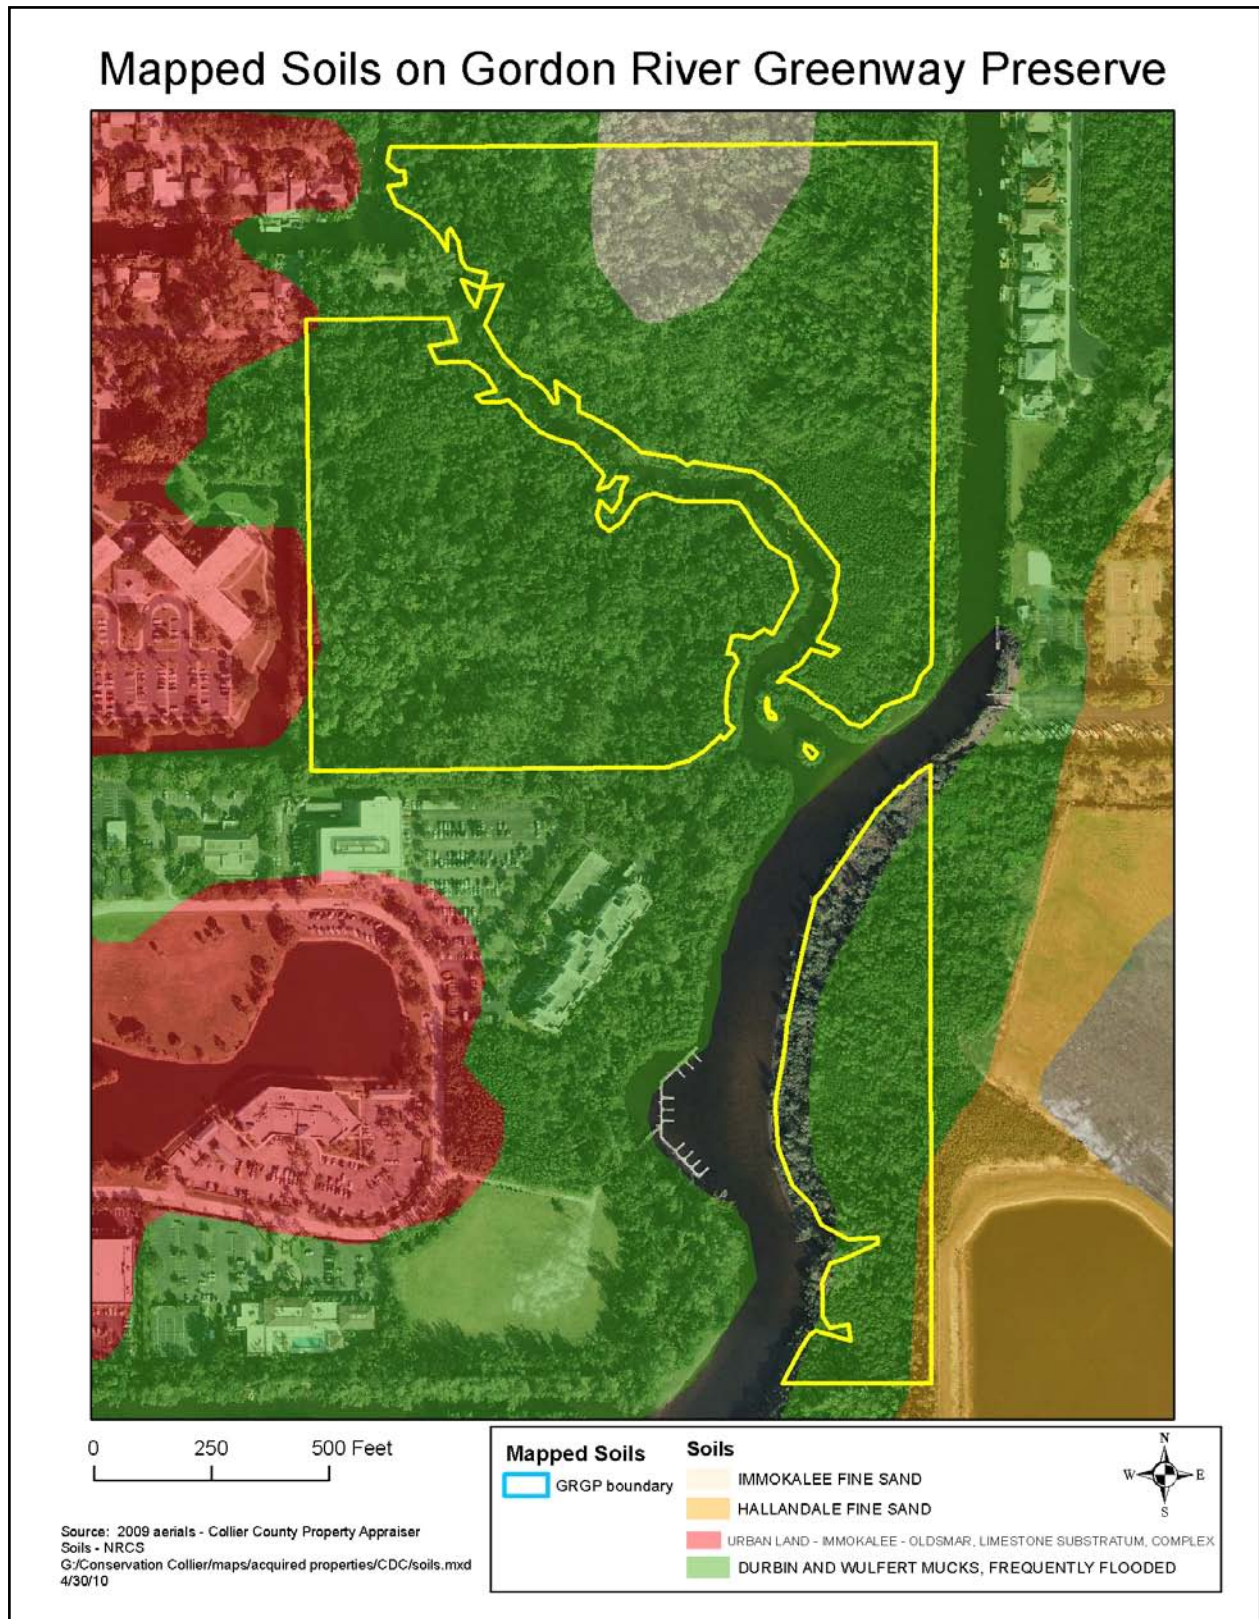 Mapped Soils on Gordon River Greenway Preserve
0 250 500 Feet
Source: 2009 aerials - Collier County Property Appraiser
Soils - NRCS
G:/Conservation Collier/maps/acquired properties/CDC/soils.mxd
4/30/10
Mapped Soils
GRGP boundary
Soils
IMMOKALEE FINE SAND
HALLANDALE FINE SAND
URBAN LAND - IMMOKALEE - OLDSMAR, LIMESTONE SUBSTRATUM, COMPLEX
DURBIN AND WULFERT MUCKS, FREQUENTLY FLOODED
N
W E
S